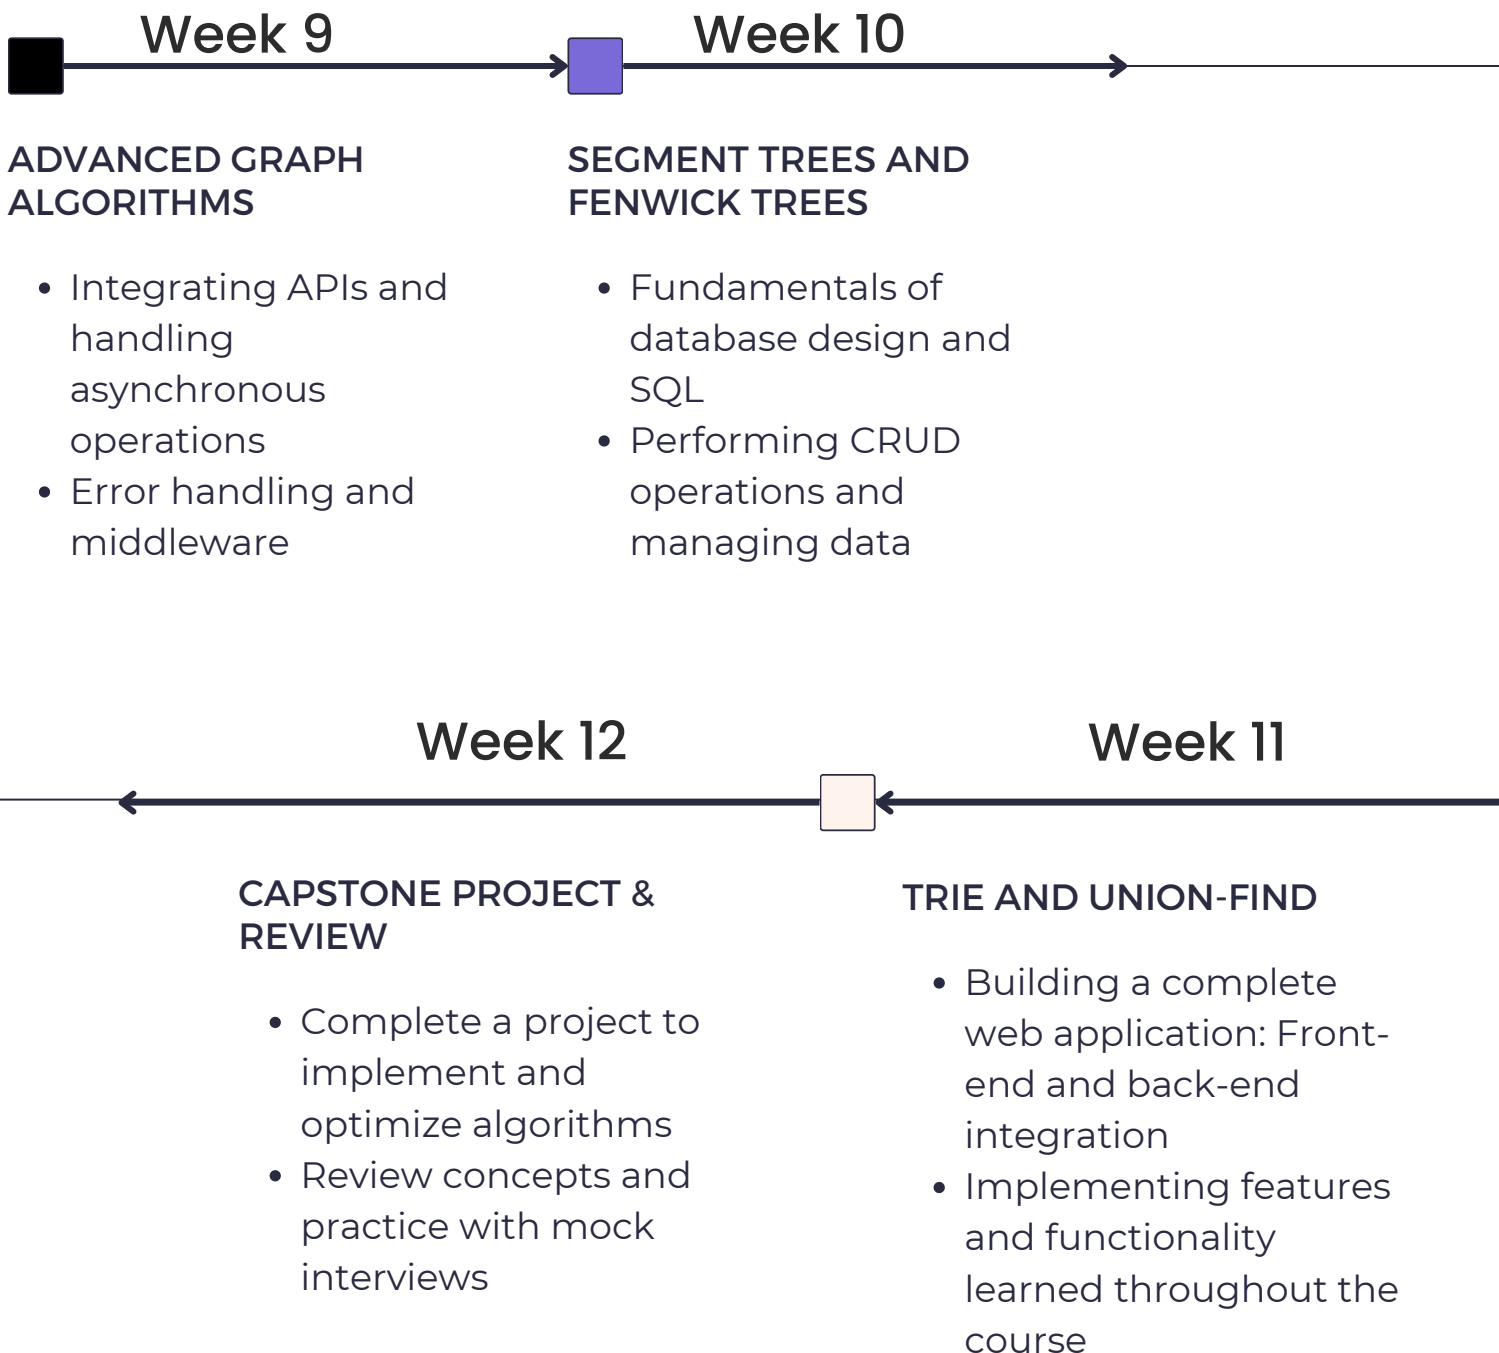 Week 9
ADVANCED GRAPH
ALGORITHMS
• Integrating APIs and
handling
asynchronous
operations
• Error handling and
middleware
Week 10
SEGMENT TREES AND
FENWICK TREES
• Fundamentals of
database design and
SQL
• Performing CRUD
operations and
managing data
Week 11
TRIE AND UNION-FIND
• Building a complete
web application: Front-
end and back-end
integration
• Implementing features
and functionality
learned throughout the
course
Week 12
CAPSTONE PROJECT &
REVIEW
• Complete a project to
implement and
optimize algorithms
• Review concepts and
practice with mock
interviews